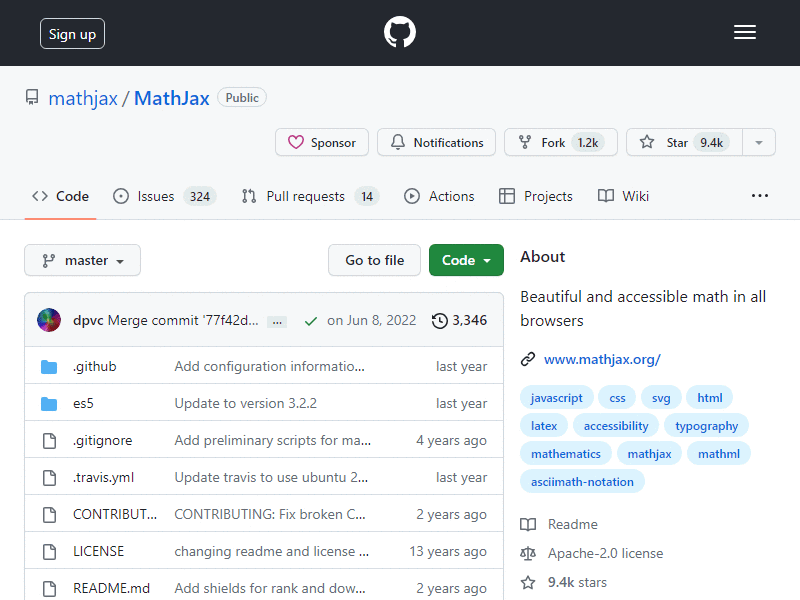 Sign up
mathjax / MathJax Public
Sponsor Notifications Fork 1.2k Star 9.4k
Code Issues 324 Pull requests 14 Actions Projects Wiki
master Go to file Code
dpvc Merge commit '77f42d... ... on Jun 8, 2022 3,346
.github Add configuration informatio... last year
es5 Update to version 3.2.2 last year
.gitignore Add preliminary scripts for ma... 4 years ago
.travis.yml Update travis to use ubuntu 2... last year
CONTRIBUT... CONTRIBUTING: Fix broken C... 2 years ago
LICENSE changing readme and license ... 13 years ago
README.md Add shields for rank and dow... 2 years ago
About
Beautiful and accessible math in all
browsers
www.mathjax.org/
javascript css svg html
latex accessibility typography
mathematics mathjax mathml
asciimath-notation
Readme
Apache-2.0 license
9.4k stars